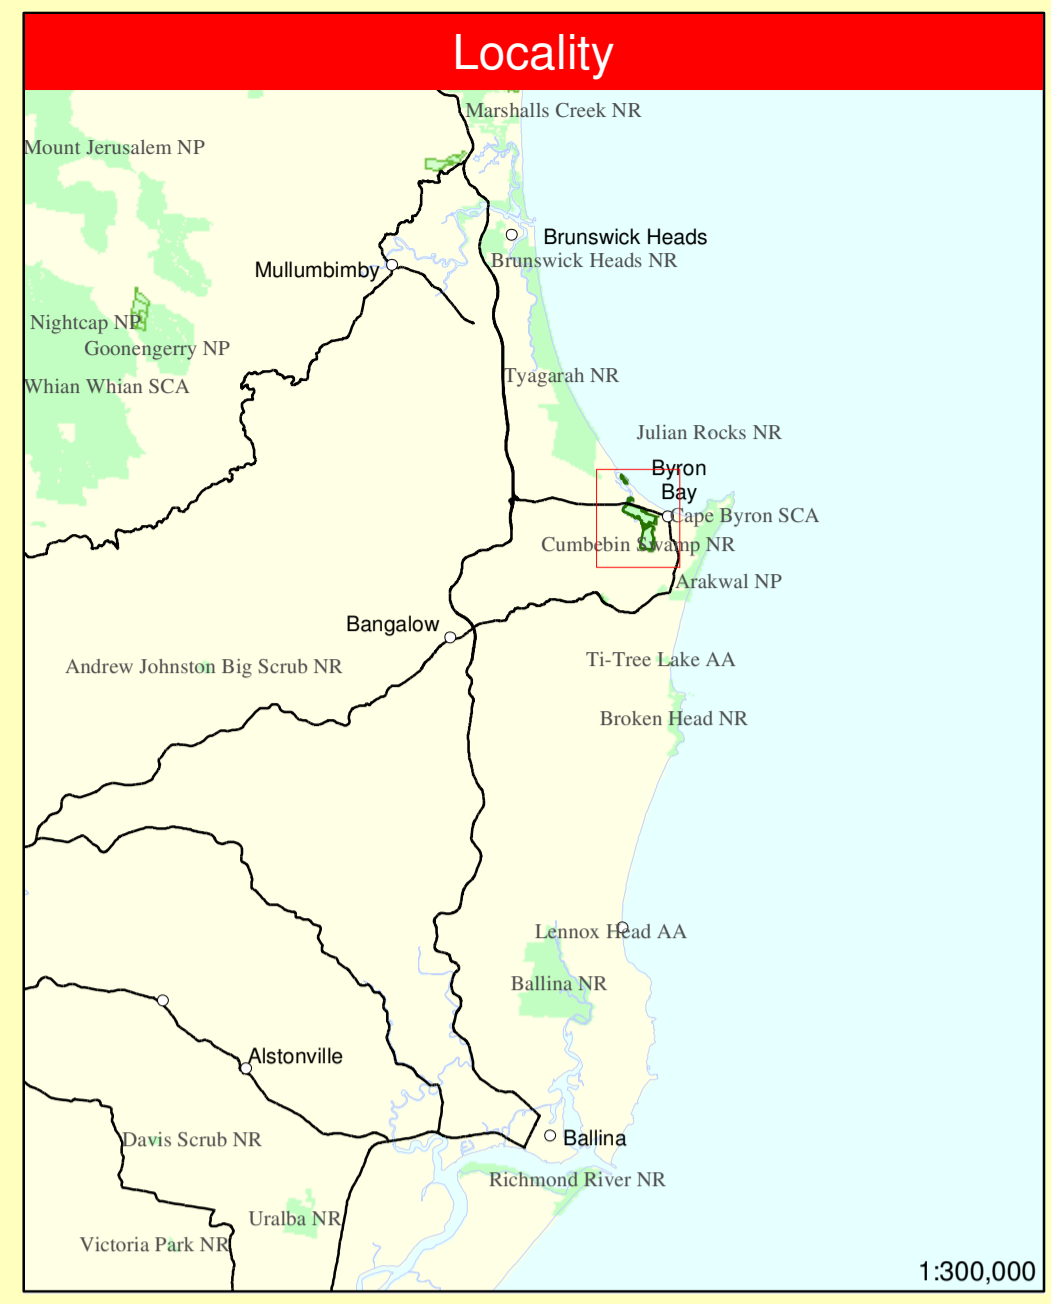 Locality
Marshalls Creek NR
Mount Jerusalem NP
Brunswick Heads
Brunswick Heads NR
Mullumbimby
Nightcap NP
Goonengerry NP
Whian Whian SCA
Tyagarah NR
Julian Rocks NR
Byron
Bay
Cape Byron SCA
Cumbebin Swamp NR
Arakwal NP
Bangalow
Andrew Johnston Big Scrub NR
Ti-Tree Lake AA
Broken Head NR
Lennox Head AA
Ballina NR
Alstonville
Davis Scrub NR
Ballina
Richmond River NR
Uralba NR
Victoria Park NR
1:300,000